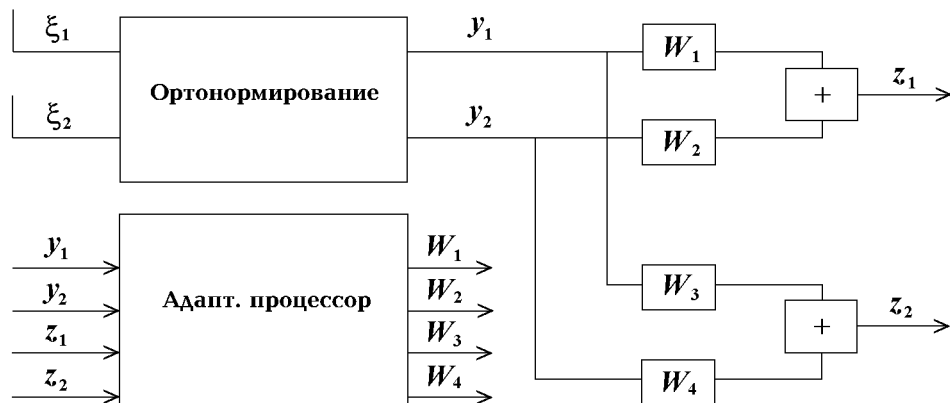 ξ₁ y₁ W₁
z₁
Ортонормирование +
ξ₂ y₂ W₂
y₁ W₁
y₂ W₂ W₃
Адапт. процессор z₂
z₁ W₃ +
z₂ W₄ W₄